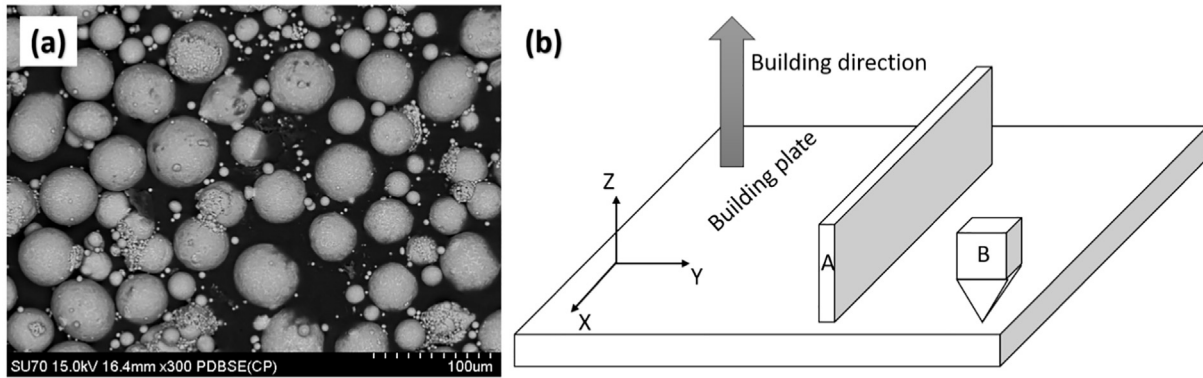 (a)
SU70 15.0kV 16.4mm x300 PDBSE(CP)
100um
(b)
Building direction
Building plate
Z
Y
X
A
B